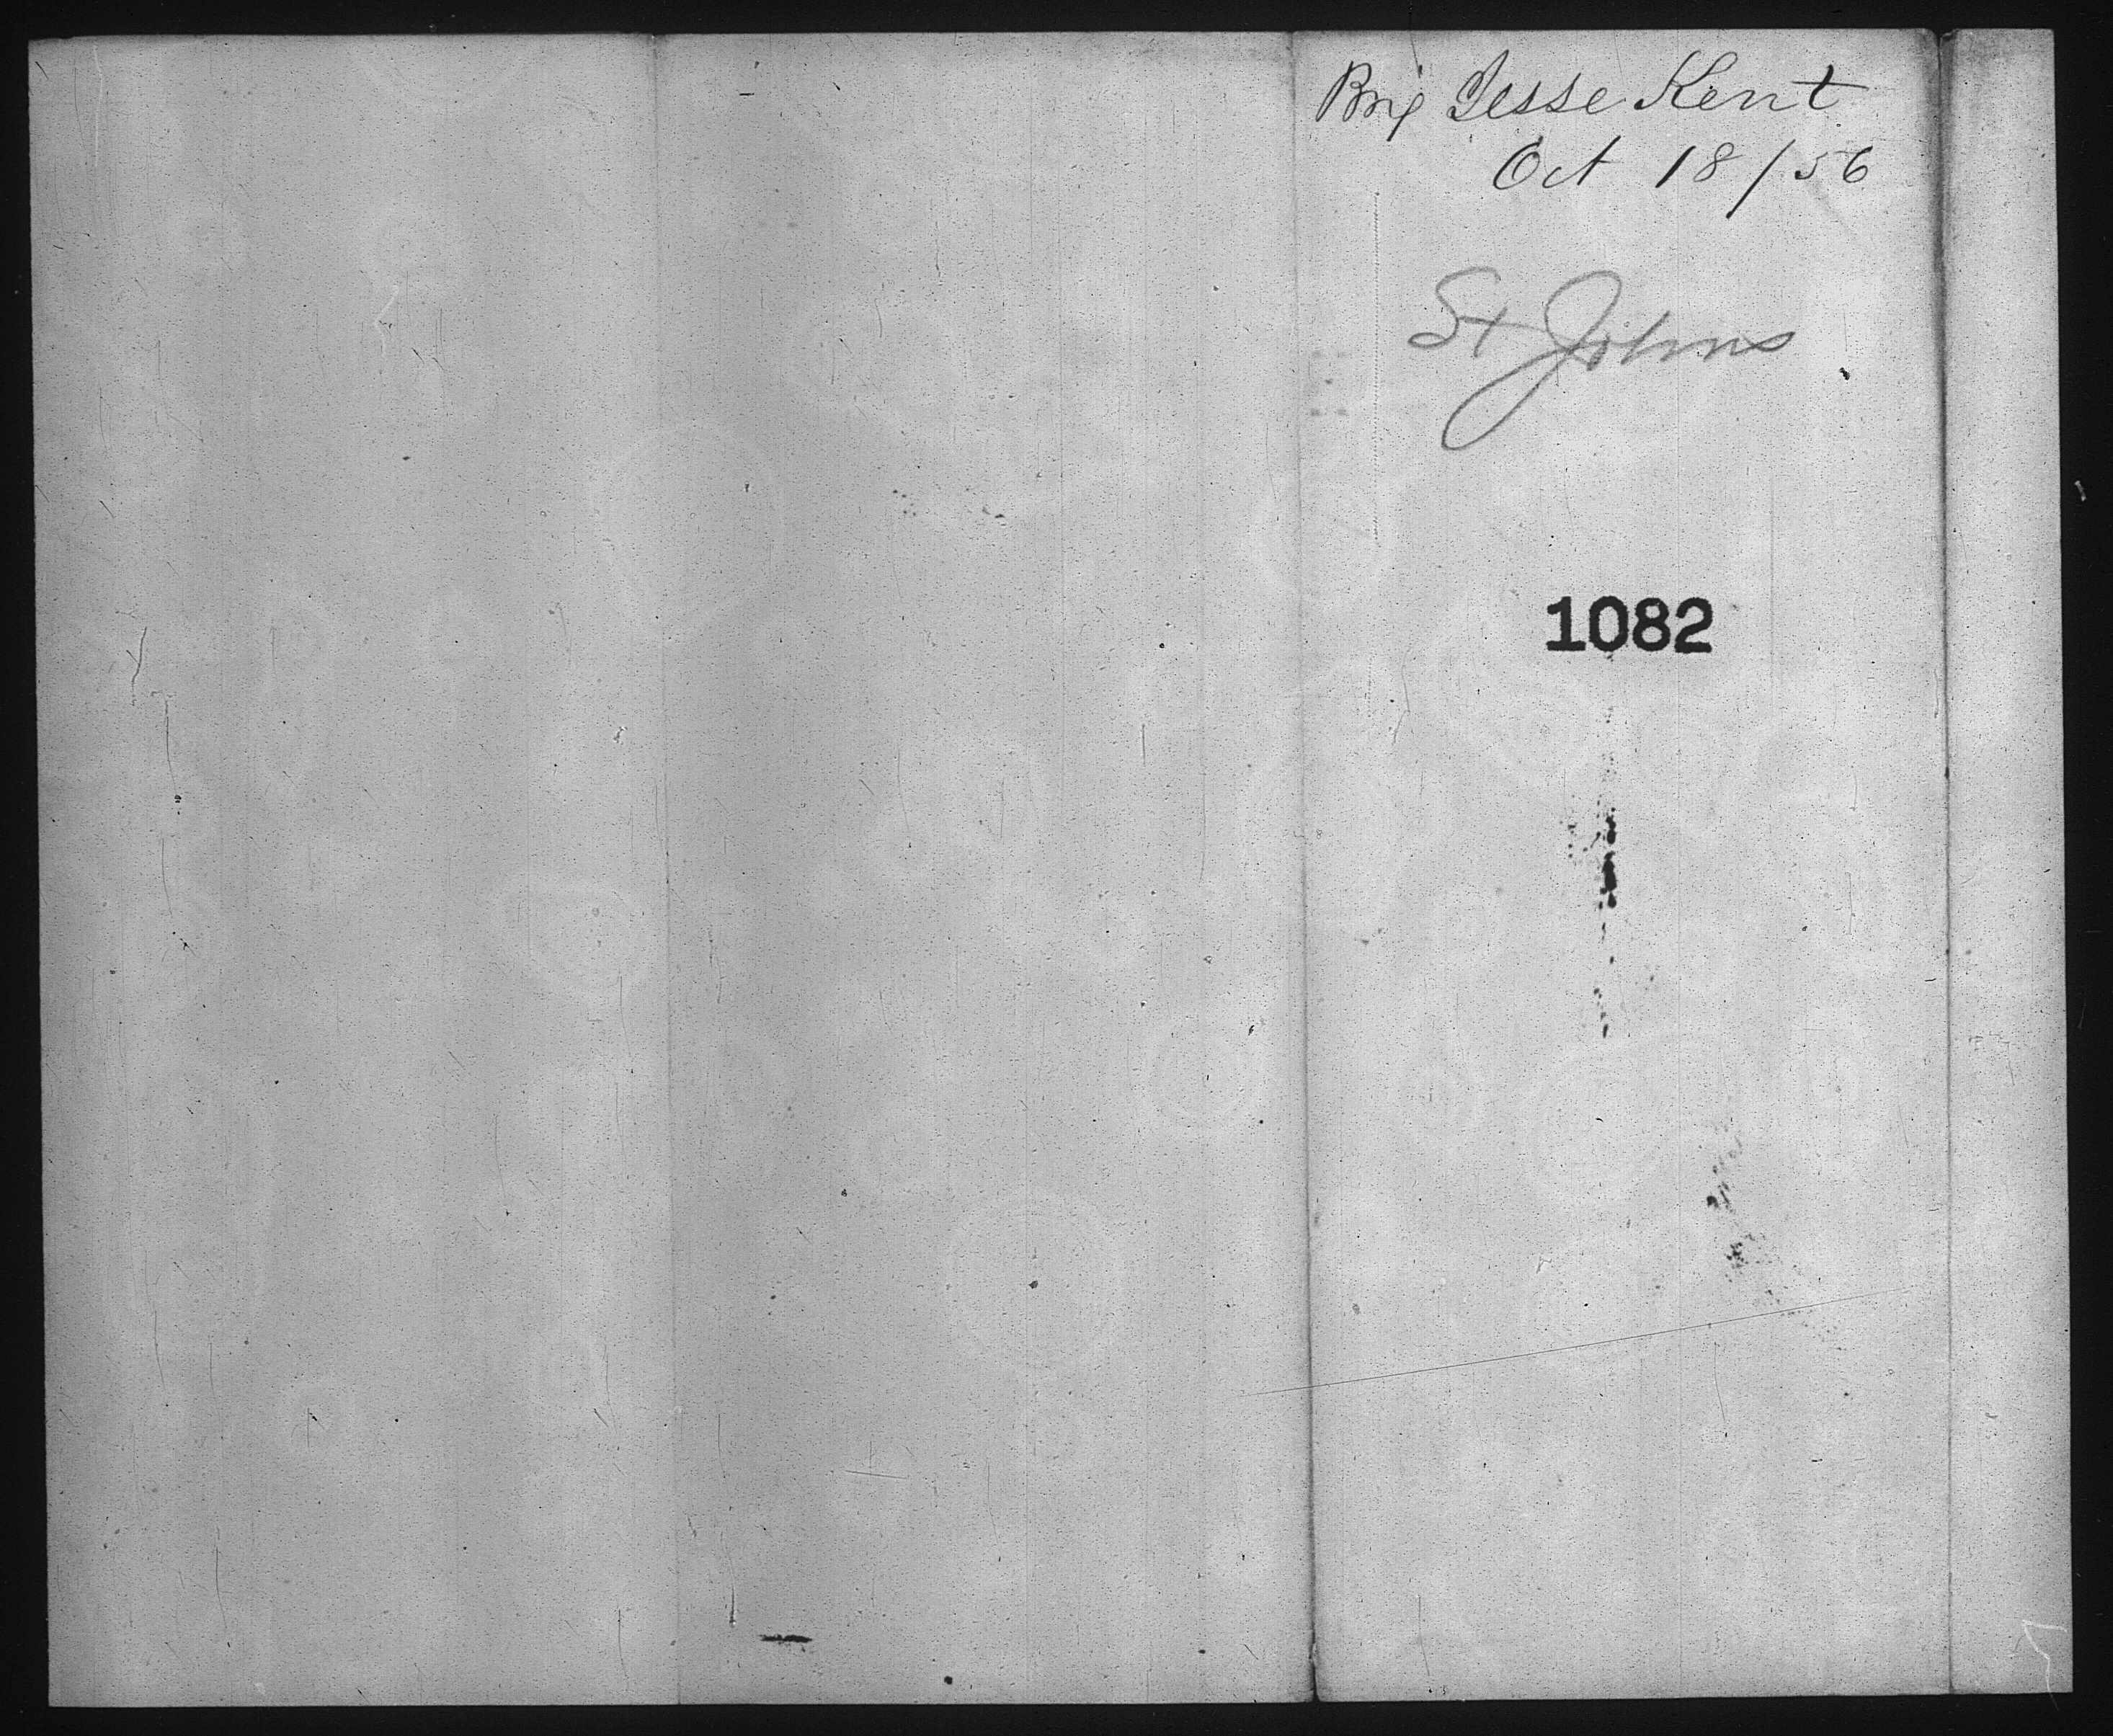 Brig Jesse Kent
Oct 18/56
St Johns
1082